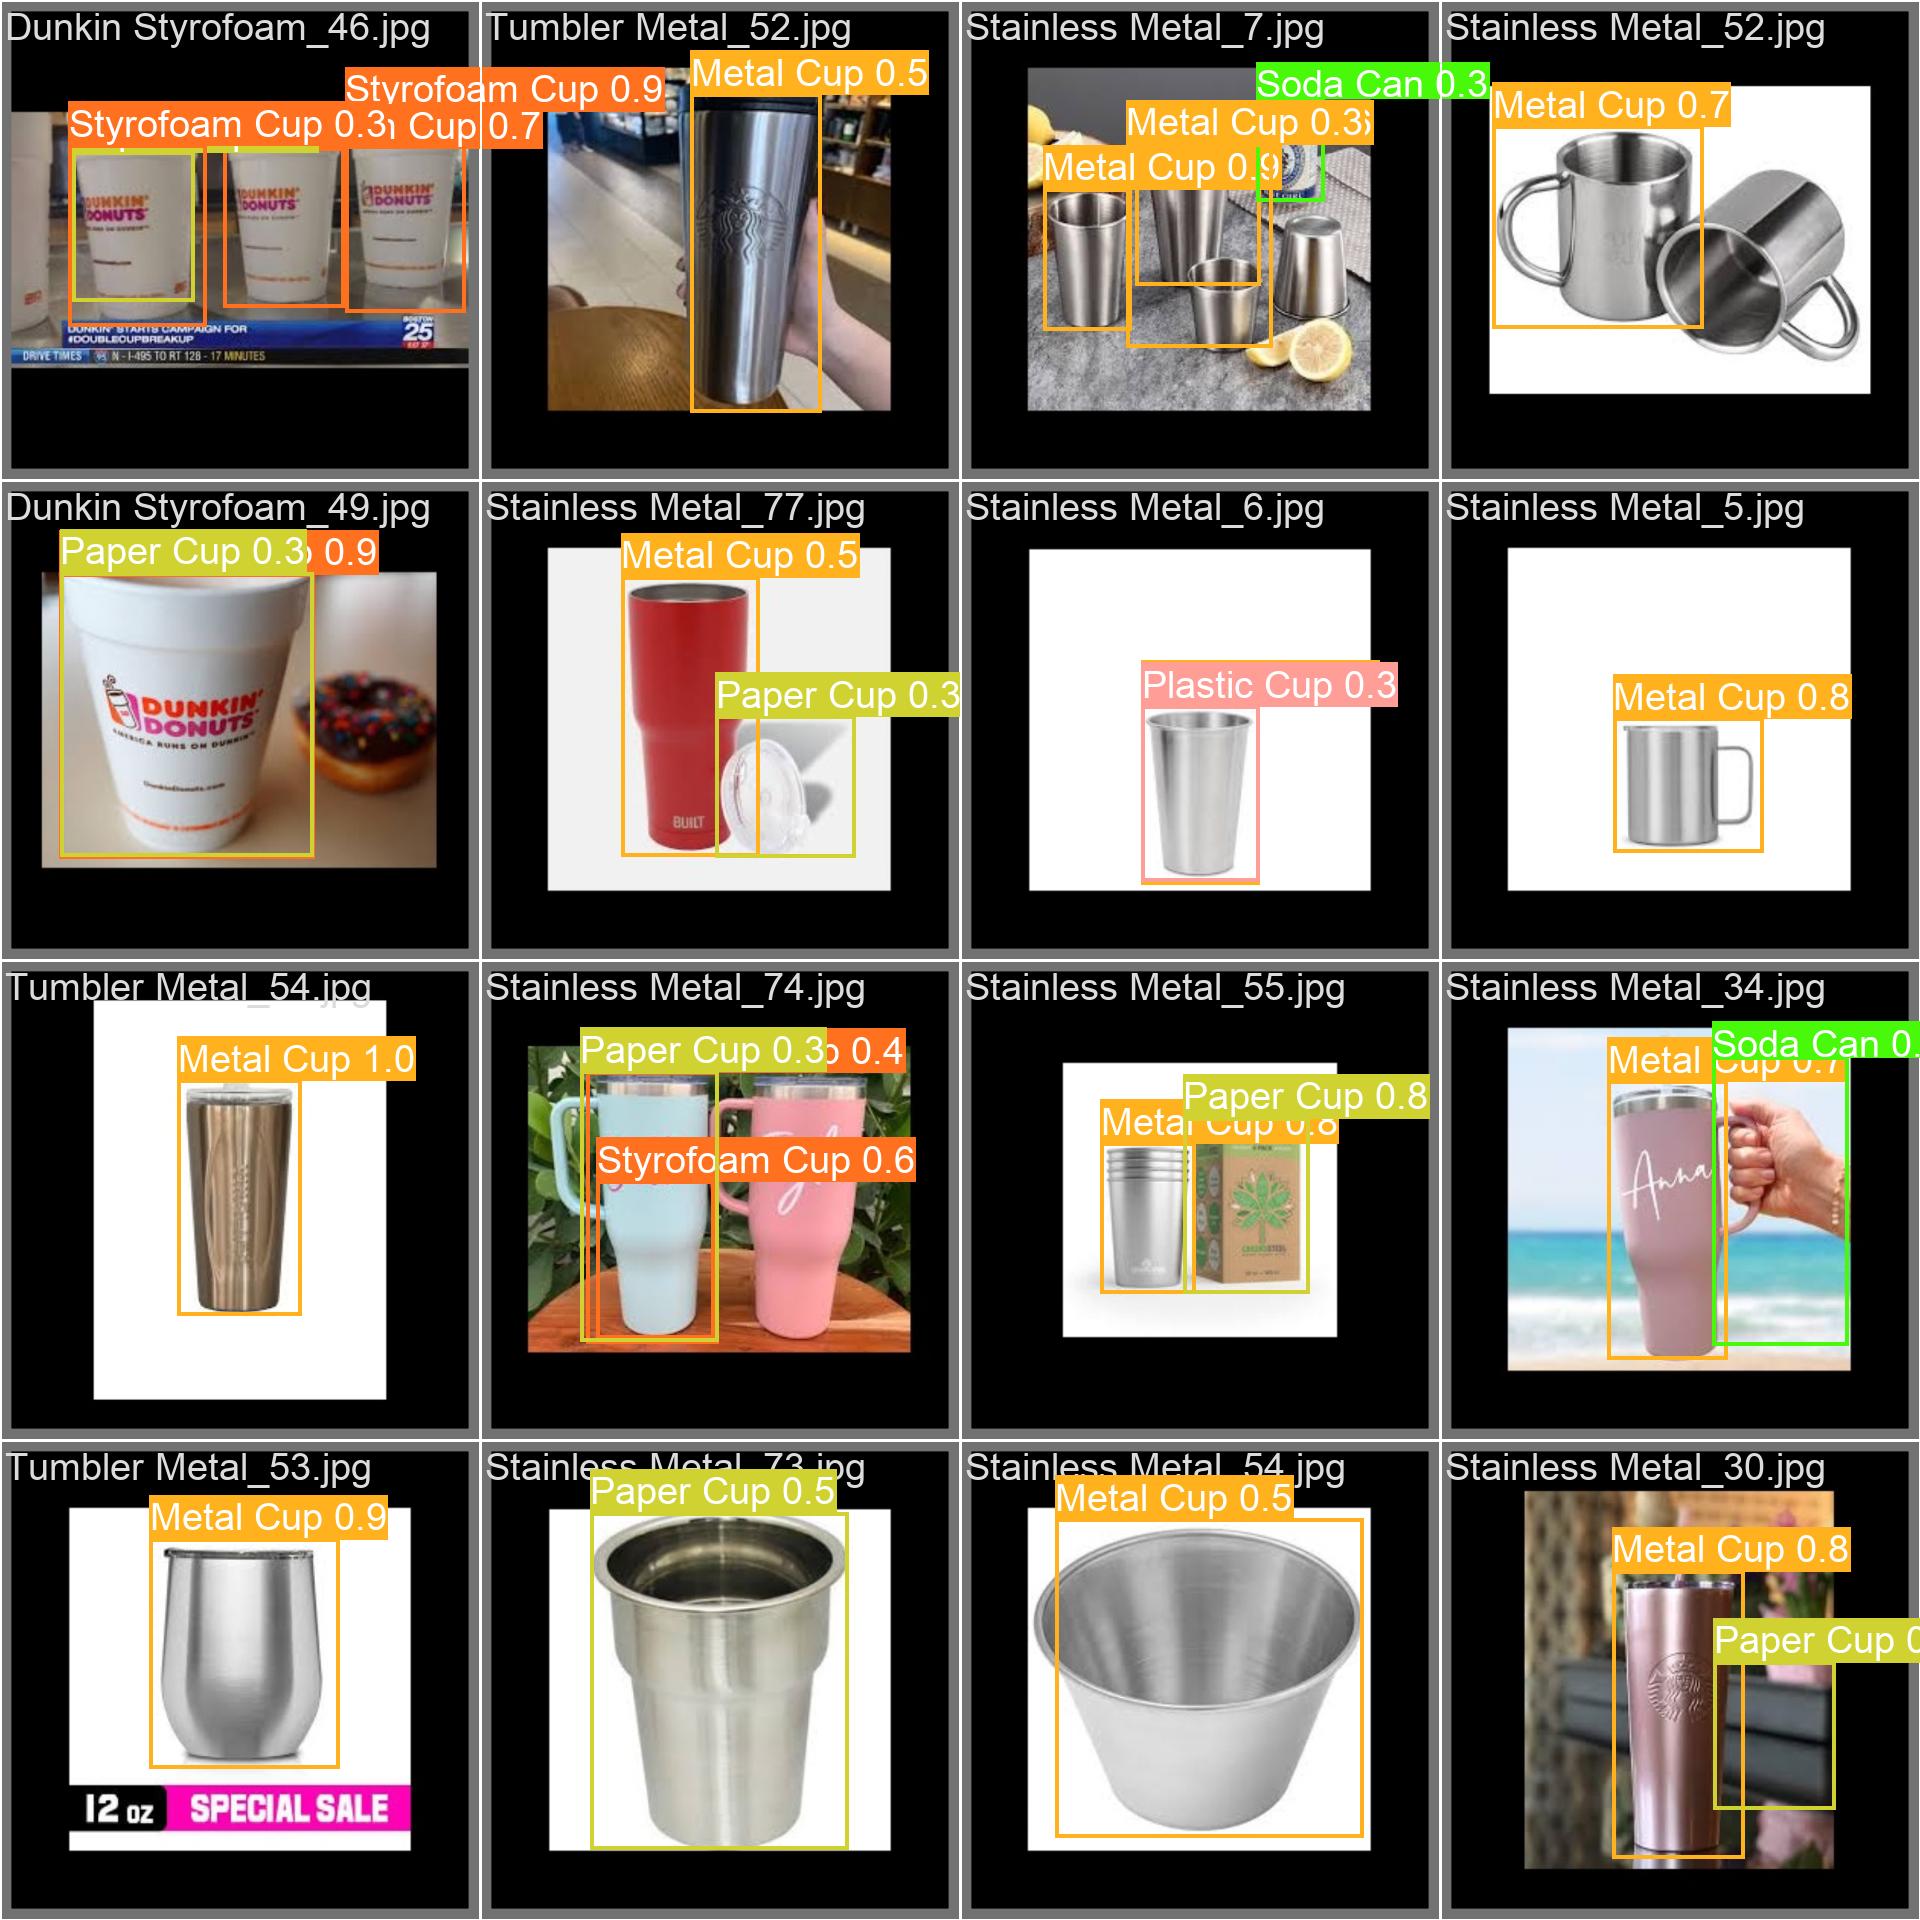 Dunkin Styrofoam_46.jpg
Styrofoam Cup 0.9
Styrofoam Cup 0.3
Cup 0.7
DUNKIN'
DONUTS
DUNKIN'
DONUTS
DUNKIN'
DONUTS
DUNKIN' STARTS CAMPAIGN FOR
#DOUBLECUPBREAKUP
BOSTON
25
DRIVE TIMES 95 N - I-495 TO RT 128 - 17 MINUTES
Tumbler Metal_52.jpg
Metal Cup 0.5
Stainless Metal_7.jpg
Soda Can 0.3
Metal Cup 0.3
Metal Cup 0.9
Stainless Metal_52.jpg
Metal Cup 0.7
Dunkin Styrofoam_49.jpg
Paper Cup 0.3
0.9
DUNKIN'
DONUTS
AMERICA RUNS ON DUNKIN'
DunkinDonuts.com
Stainless Metal_77.jpg
Metal Cup 0.5
Paper Cup 0.3
BUILT
Stainless Metal_6.jpg
Plastic Cup 0.3
Stainless Metal_5.jpg
Metal Cup 0.8
Tumbler Metal_54.jpg
Metal Cup 1.0
Stainless Metal_74.jpg
Paper Cup 0.3
0.4
Styrofoam Cup 0.6
Stainless Metal_55.jpg
Paper Cup 0.8
Metal Cup 0.8
GREENS STEEL
Stainless Metal_34.jpg
Soda Can 0.
Metal Cup 0.7
Anna
Tumbler Metal_53.jpg
Metal Cup 0.9
12 OZ SPECIAL SALE
Stainless Metal_73.jpg
Paper Cup 0.5
Stainless Metal_54.jpg
Metal Cup 0.5
Stainless Metal_30.jpg
Metal Cup 0.8
Paper Cup 0